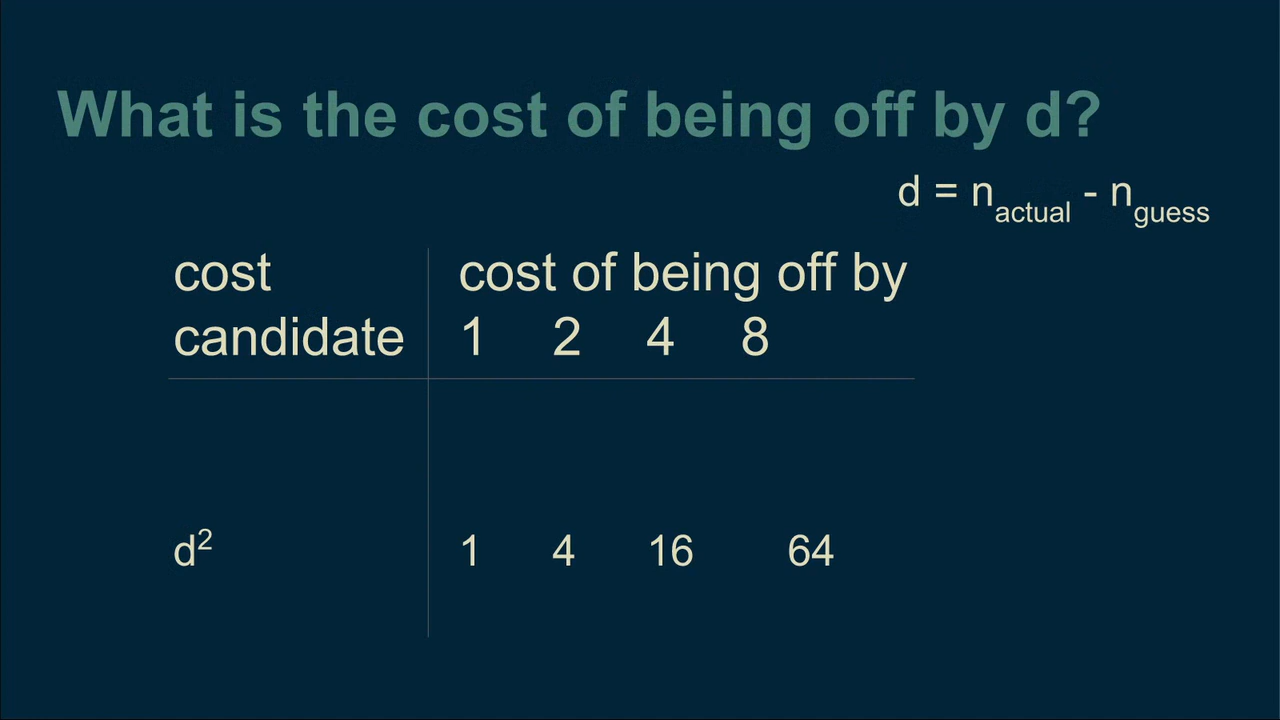 What is the cost of being off by d?
d = n_actual - n_guess
cost cost of being off by
candidate 1 2 4 8
d² 1 4 16 64